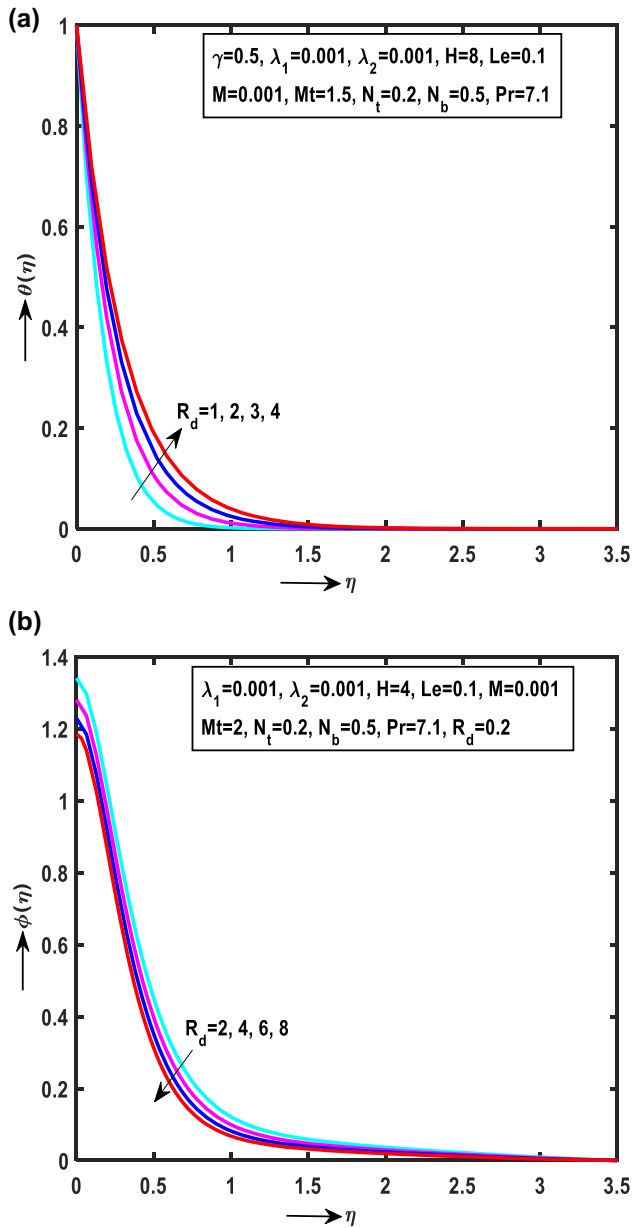 (a)
γ=0.5, λ₁=0.001, λ₂=0.001, H=8, Le=0.1
M=0.001, Mt=1.5, Nₜ=0.2, N_b=0.5, Pr=7.1
1
0.8
0.6
0.4
0.2
0
θ(η)
R_d=1, 2, 3, 4
0 0.5 1 1.5 2 2.5 3 3.5
η
(b)
λ₁=0.001, λ₂=0.001, H=4, Le=0.1, M=0.001
Mt=2, Nₜ=0.2, N_b=0.5, Pr=7.1, R_d=0.2
1.4
1.2
1
0.8
0.6
0.4
0.2
0
ϕ(η)
R_d=2, 4, 6, 8
0 0.5 1 1.5 2 2.5 3 3.5
η